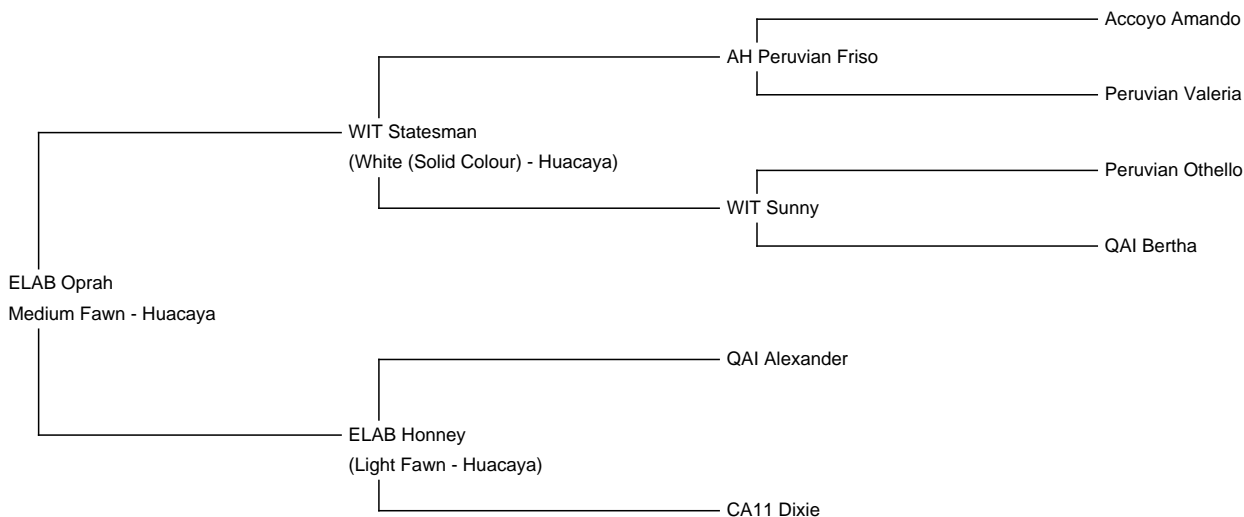 Accoyo Amando
AH Peruvian Friso
Peruvian Valeria
WIT Statesman
(White (Solid Colour) - Huacaya)
Peruvian Othello
WIT Sunny
QAI Bertha
ELAB Oprah
Medium Fawn - Huacaya
QAI Alexander
ELAB Honney
(Light Fawn - Huacaya)
CA11 Dixie